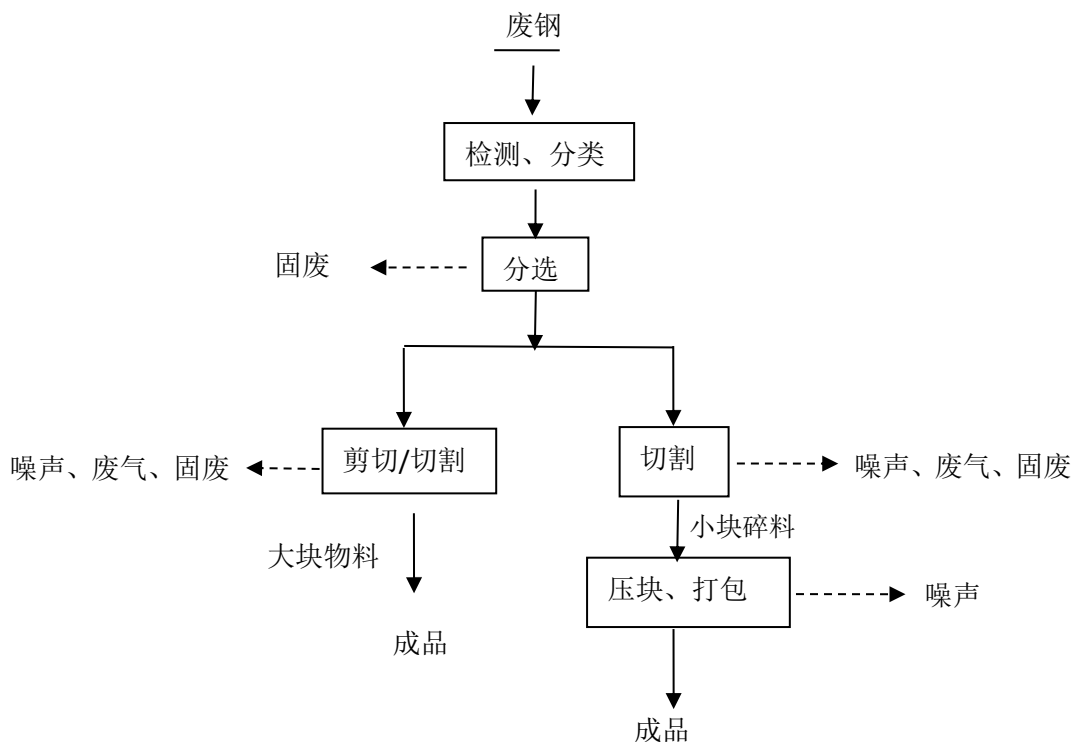 废钢
检测、分类
固废
分选
噪声、废气、固废
剪切/切割
切割
噪声、废气、固废
小块碎料
大块物料
压块、打包
噪声
成品
成品